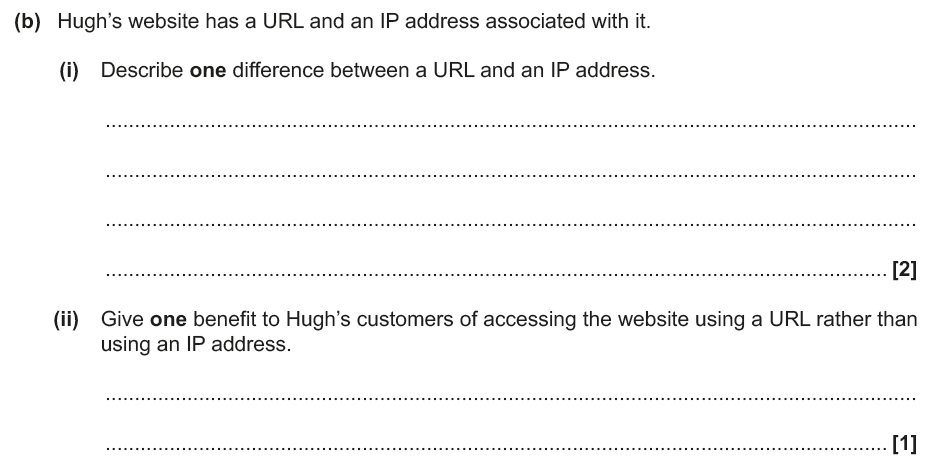 (b) Hugh's website has a URL and an IP address associated with it.
(i) Describe one difference between a URL and an IP address.
[2]
(ii) Give one benefit to Hugh's customers of accessing the website using a URL rather than
using an IP address.
[1]